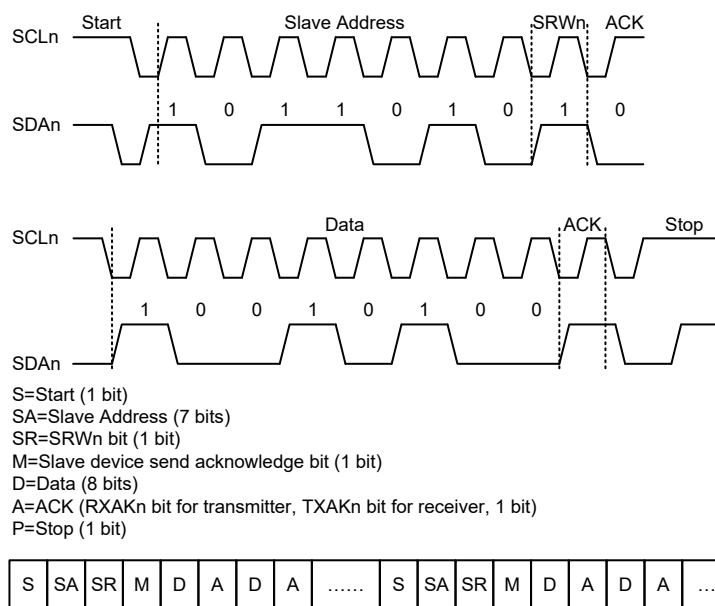 Start Slave Address SRWn ACK
SCLn
1 0 1 1 0 1 0 1 0
SDAn
Data ACK Stop
SCLn
1 0 0 1 0 1 0 0
SDAn
S=Start (1 bit)
SA=Slave Address (7 bits)
SR=SRWn bit (1 bit)
M=Slave device send acknowledge bit (1 bit)
D=Data (8 bits)
A=ACK (RXAKn bit for transmitter, TXAKn bit for receiver, 1 bit)
P=Stop (1 bit)
S SA SR M D A D A …… S SA SR M D A D A …